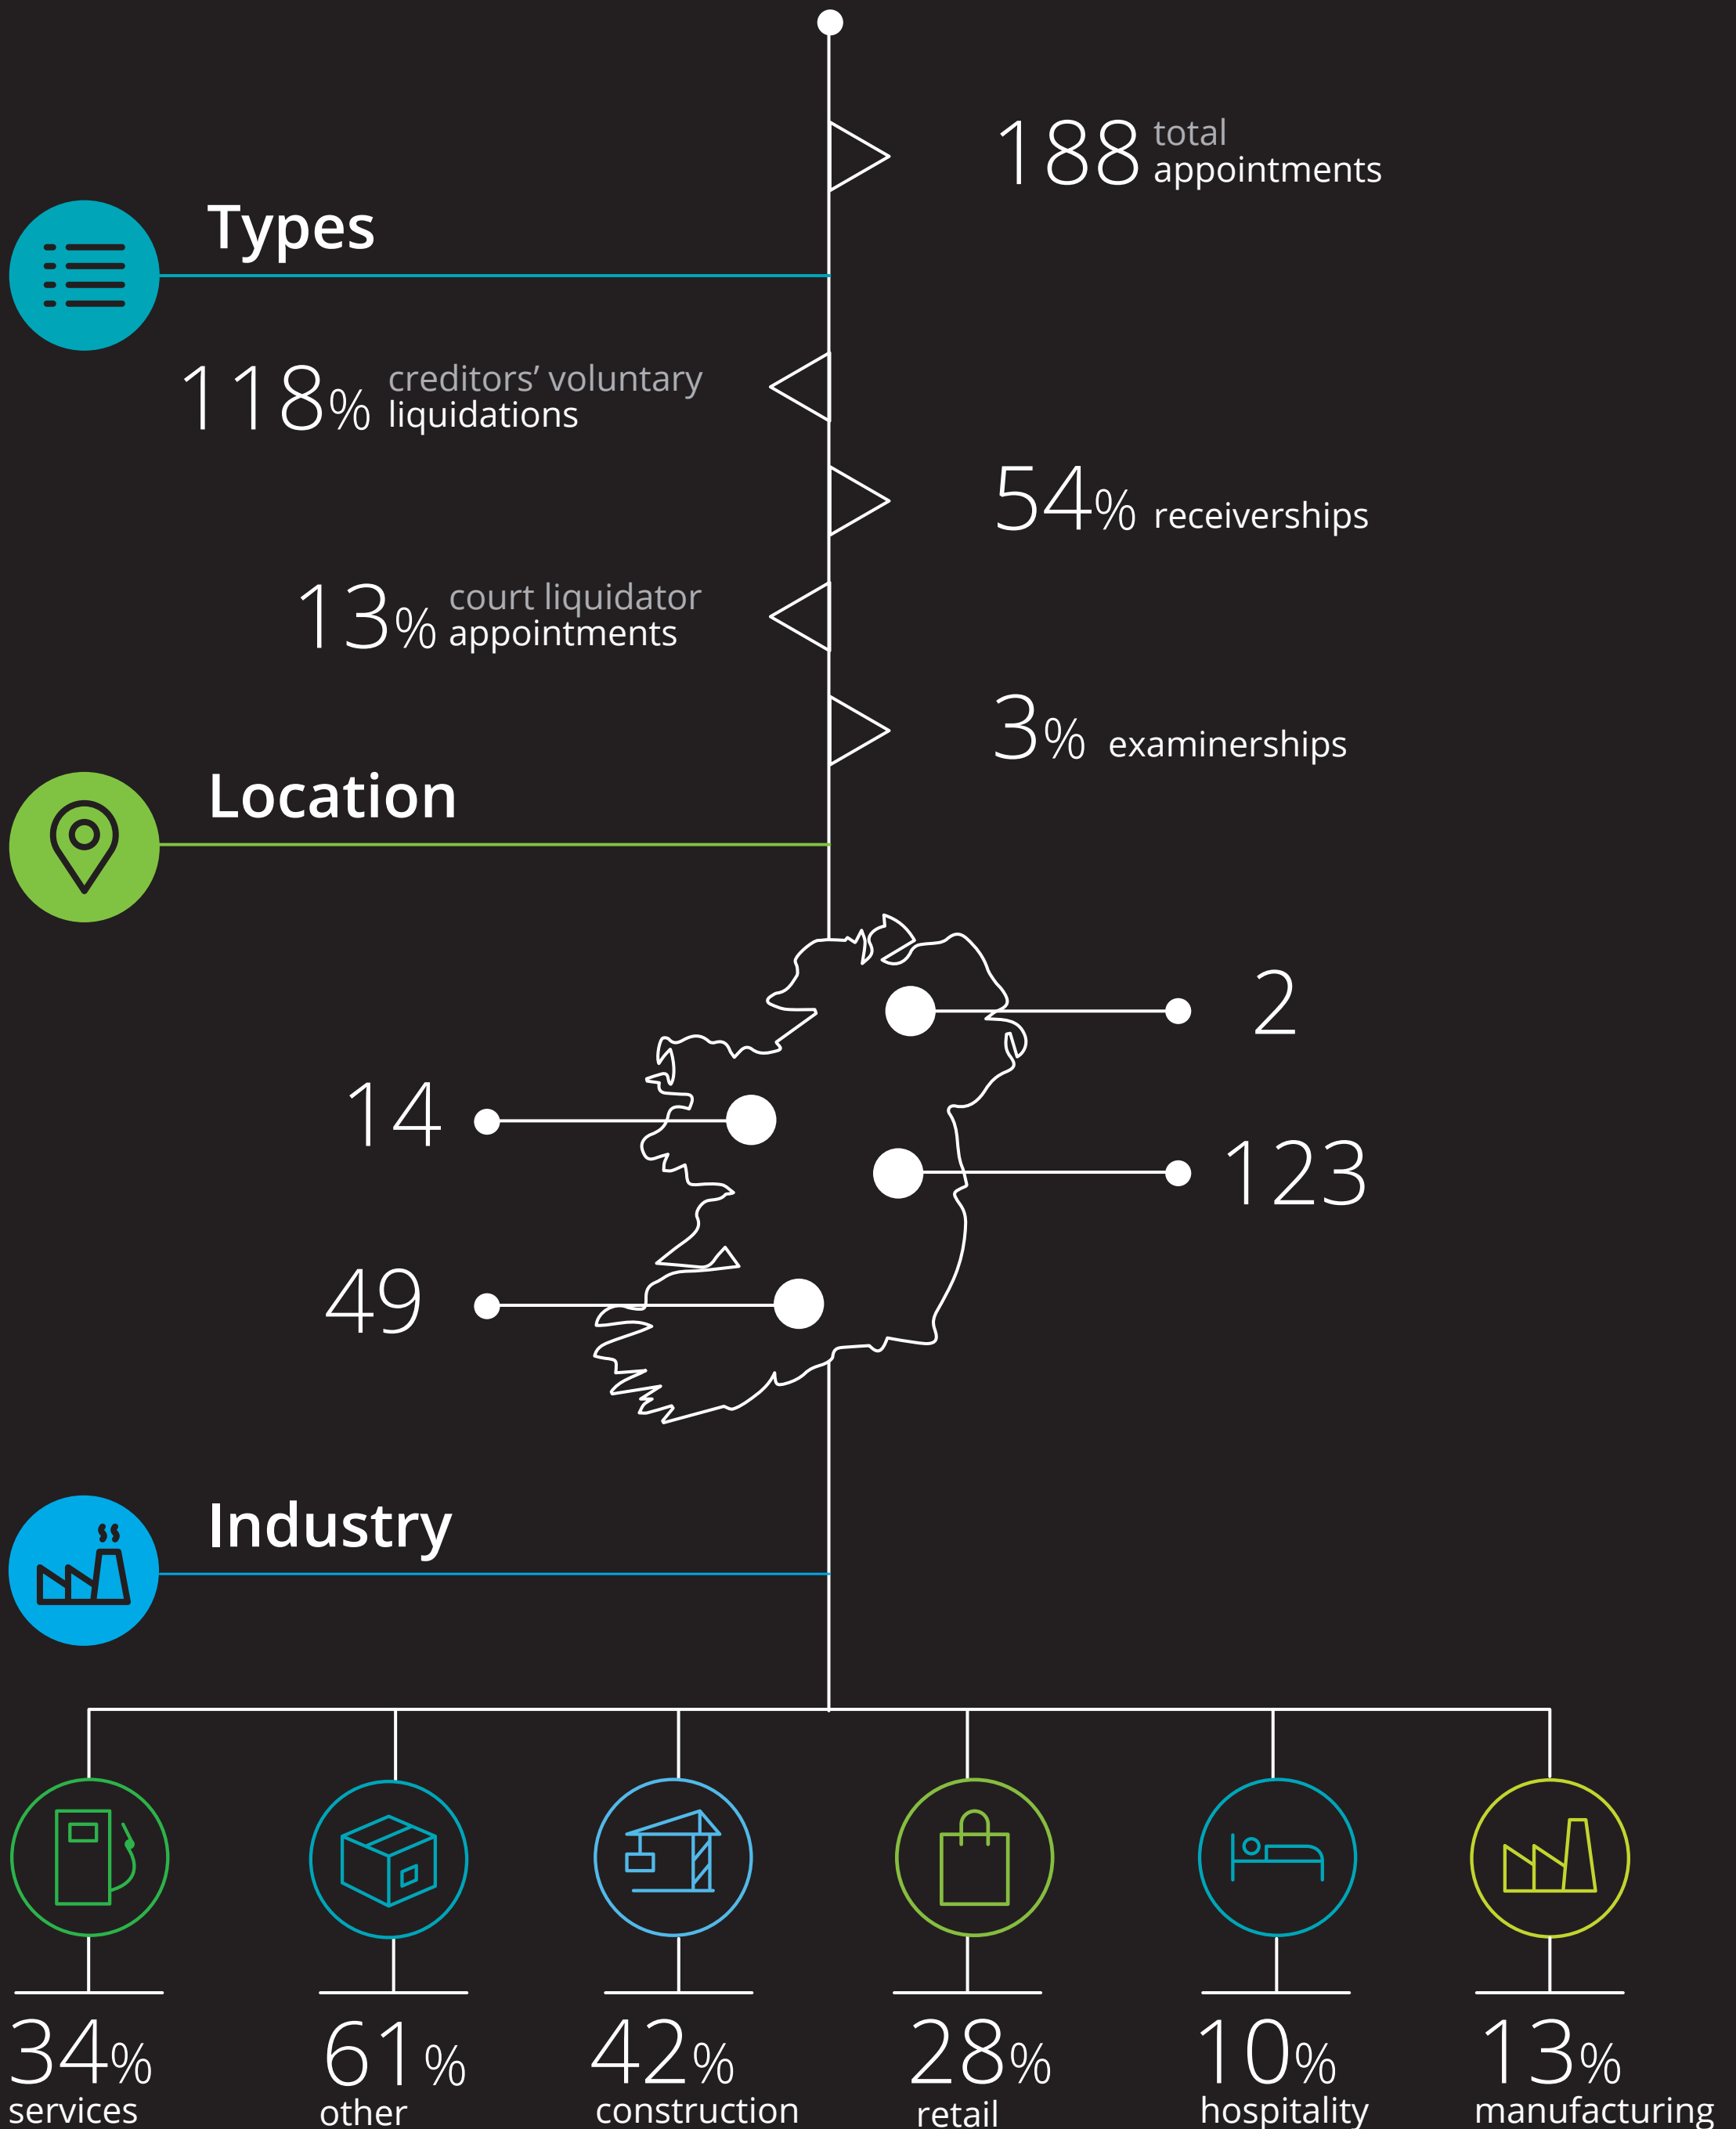 188 total
appointments
Types
118% creditors’ voluntary
liquidations
54% receiverships
13% court liquidator
appointments
3% examinerships
Location
2
14
123
49
Industry
34%
services
61%
other
42%
construction
28%
retail
10%
hospitality
13%
manufacturing